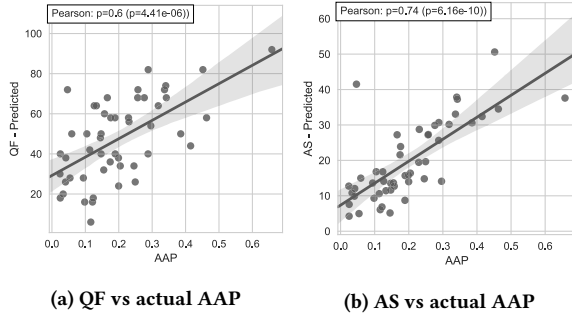 Pearson: p=0.6 (p=4.41e-06)
100
80
60
40
20
QF - Predicted
0.0 0.1 0.2 0.3 0.4 0.5 0.6
AAP
(a) QF vs actual AAP
Pearson: p=0.74 (p=6.16e-10)
60
50
40
30
20
10
0
AS - Predicted
0.0 0.1 0.2 0.3 0.4 0.5 0.6
AAP
(b) AS vs actual AAP